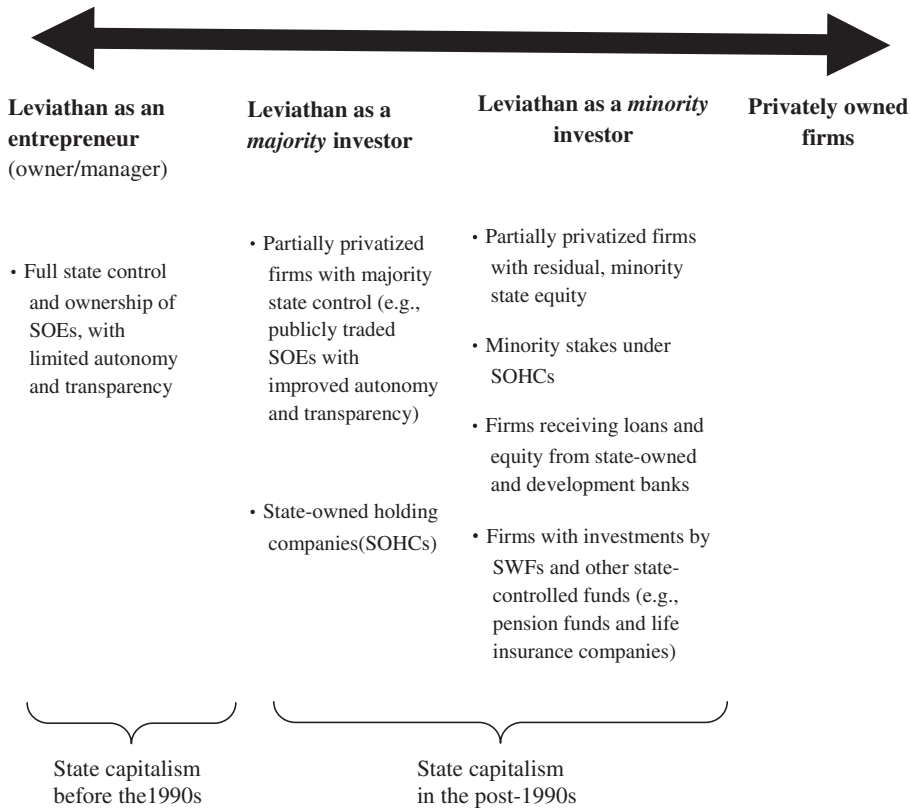 Leviathan as an
entrepreneur
(owner/manager)
• Full state control
and ownership of
SOEs, with
limited autonomy
and transparency
Leviathan as a
majority investor
• Partially privatized
firms with majority
state control (e.g.,
publicly traded
SOEs with
improved autonomy
and transparency)
• State-owned holding
companies(SOHCs)
Leviathan as a minority
investor
• Partially privatized firms
with residual, minority
state equity
• Minority stakes under
SOHCs
• Firms receiving loans and
equity from state-owned
and development banks
• Firms with investments by
SWFs and other state-
controlled funds (e.g.,
pension funds and life
insurance companies)
Privately owned
firms
State capitalism
before the1990s
State capitalism
in the post-1990s